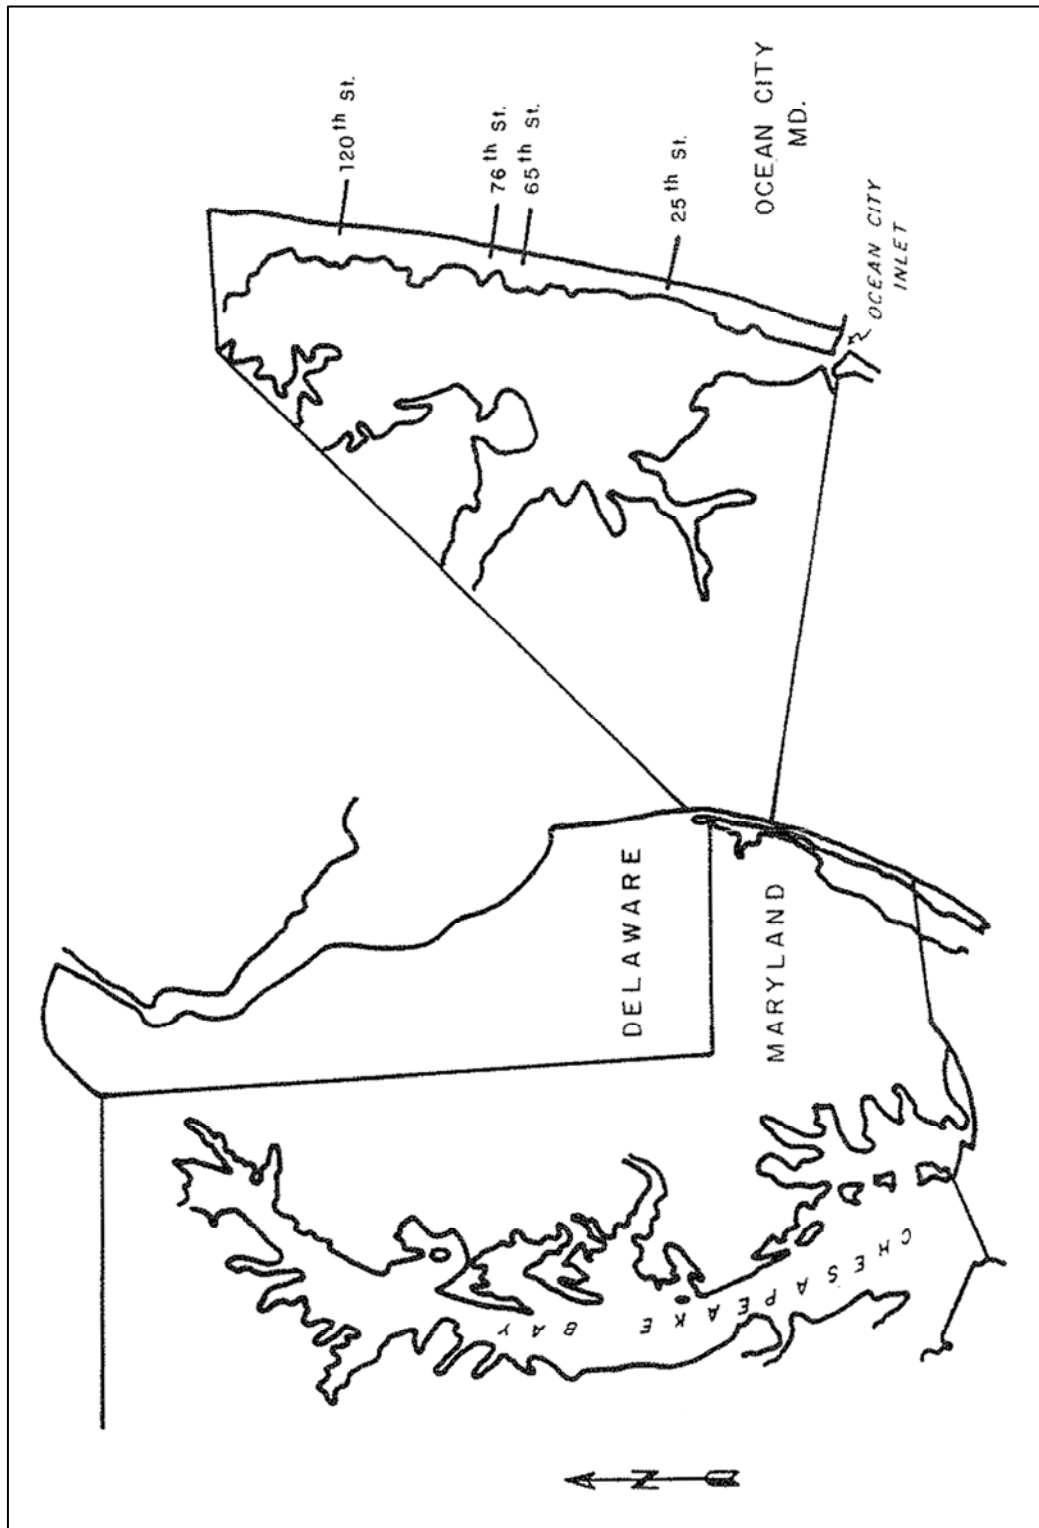 120th St.
76th St.
65th St.
25th St.
OCEAN CITY
MD.
OCEAN CITY
INLET
DELAWARE
MARYLAND
CHESAPEAKE BAY
N